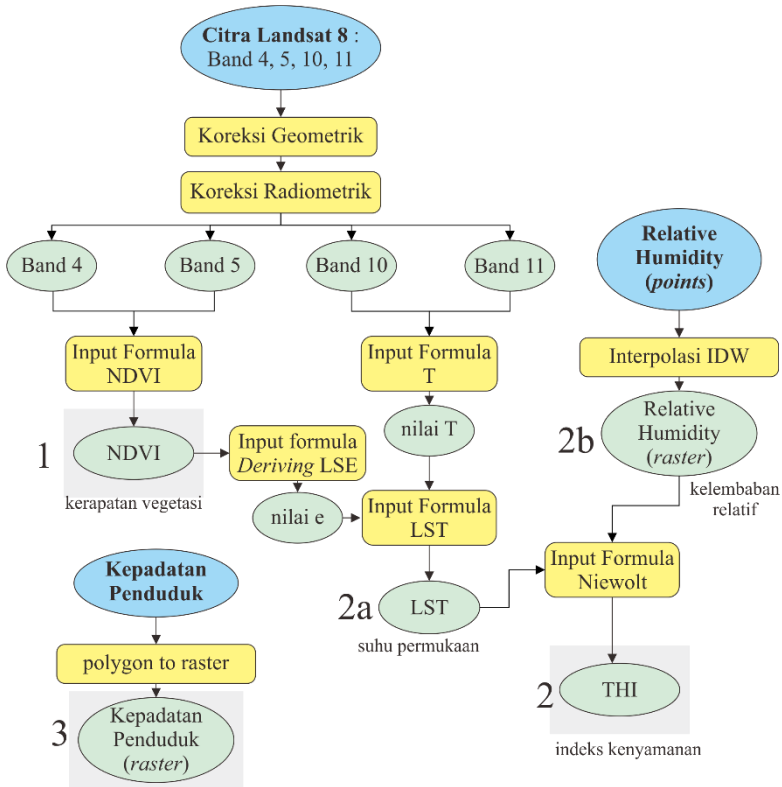 Citra Landsat 8 :
Band 4, 5, 10, 11
Koreksi Geometrik
Koreksi Radiometrik
Band 4
Band 5
Band 10
Band 11
Relative
Humidity
(points)
Input Formula
NDVI
Input Formula
T
Interpolasi IDW
1
NDVI
kerapatan vegetasi
Input formula
Deriving LSE
nilai e
nilai T
Input Formula
LST
2b
Relative
Humidity
(raster)
kelembaban
relatif
Input Formula
Niewolt
2a
LST
suhu permukaan
Kepadatan
Penduduk
polygon to raster
3
Kepadatan
Penduduk
(raster)
2
THI
indeks kenyamanan